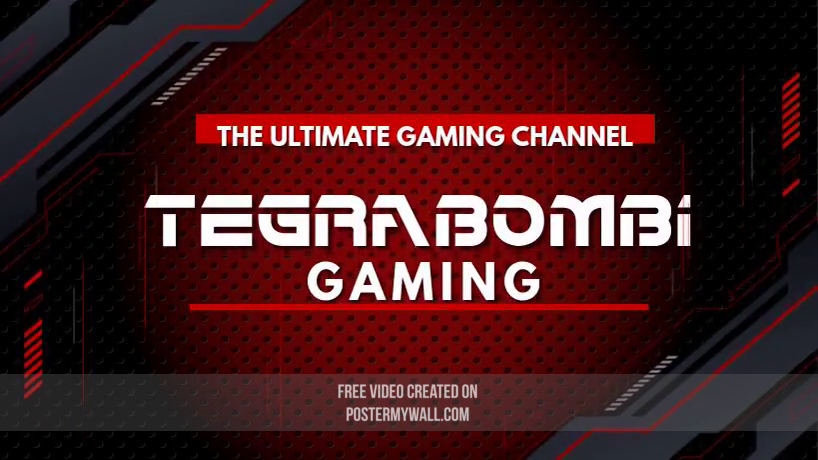 THE ULTIMATE GAMING CHANNEL
TEGRABOMBI
GAMING
FREE VIDEO CREATED ON
POSTERMYWALL.COM